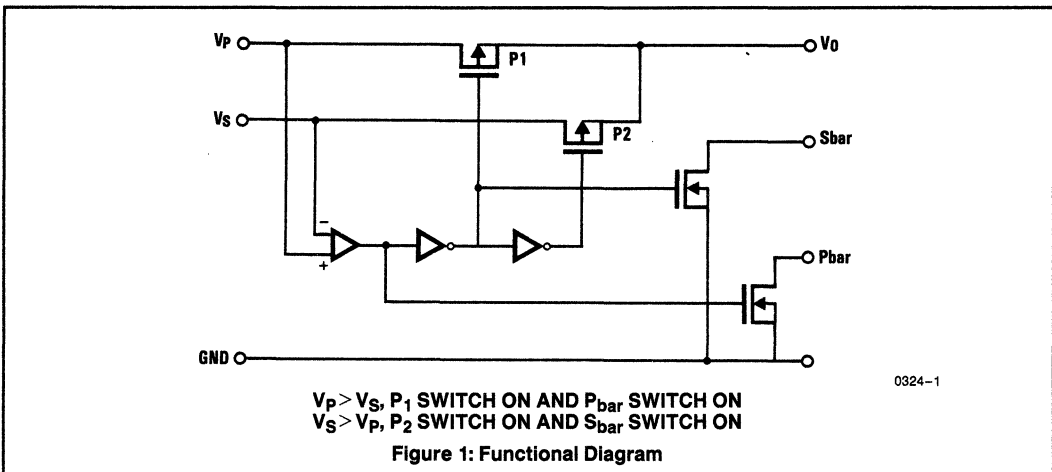 VP
P1
VO
VS
P2
Sbar
−
+
Pbar
GND
0324–1
VP > VS, P1 SWITCH ON AND Pbar SWITCH ON
VS > VP, P2 SWITCH ON AND Sbar SWITCH ON
Figure 1: Functional Diagram